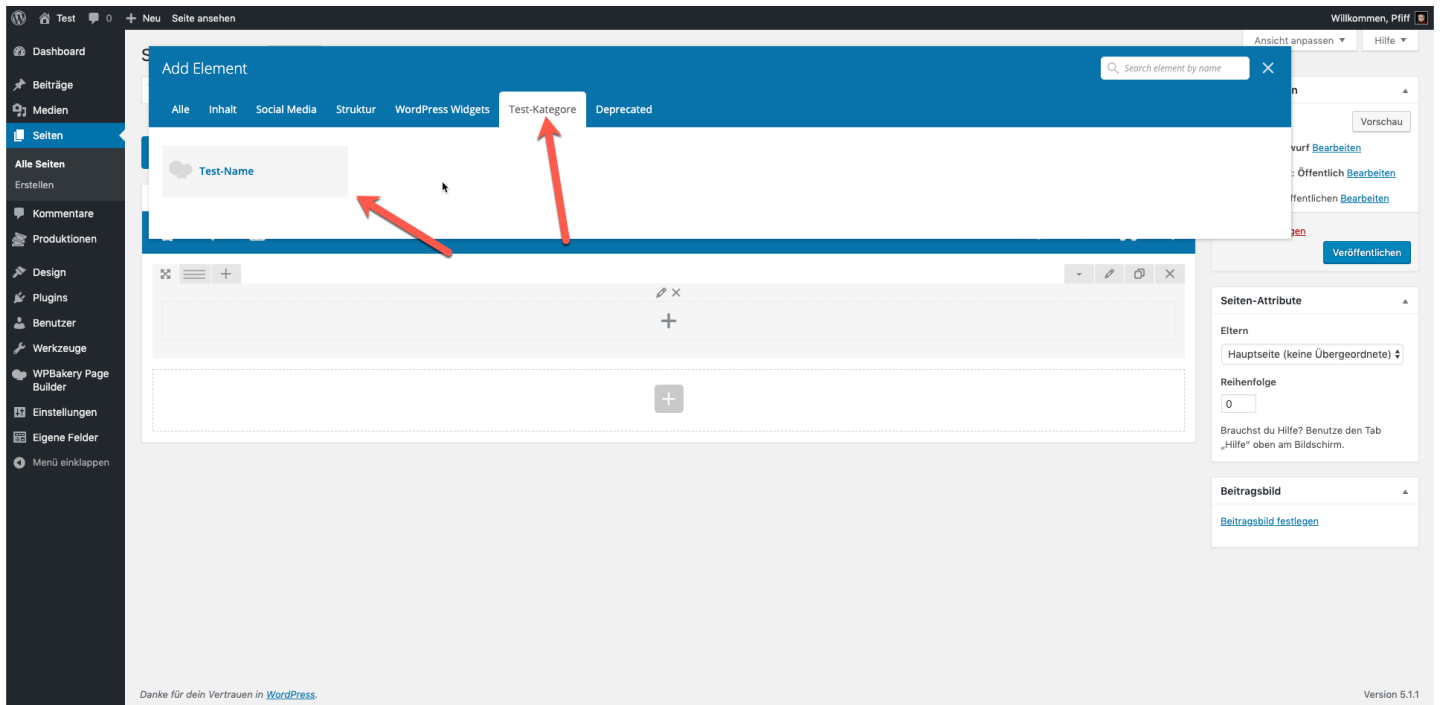 Test
0
Neu
Seite ansehen
Willkommen, Pfiff
Dashboard
Beiträge
Medien
Seiten
Alle Seiten
Erstellen
Kommentare
Produktionen
Design
Plugins
Benutzer
Werkzeuge
WPBakery Page
Builder
Einstellungen
Eigene Felder
Menü einklappen
Ansicht anpassen
Hilfe
Add Element
Search element by name
Alle
Inhalt
Social Media
Struktur
WordPress Widgets
Test-Kategore
Deprecated
Test-Name
Vorschau
Bearbeiten
Öffentlich Bearbeiten
Bearbeiten
Veröffentlichen
Seiten-Attribute
Eltern
Hauptseite (keine Übergeordnete)
Reihenfolge
0
Brauchst du Hilfe? Benutze den Tab
„Hilfe“ oben am Bildschirm.
Beitragsbild
Beitragsbild festlegen
Danke für dein Vertrauen in WordPress.
Version 5.1.1